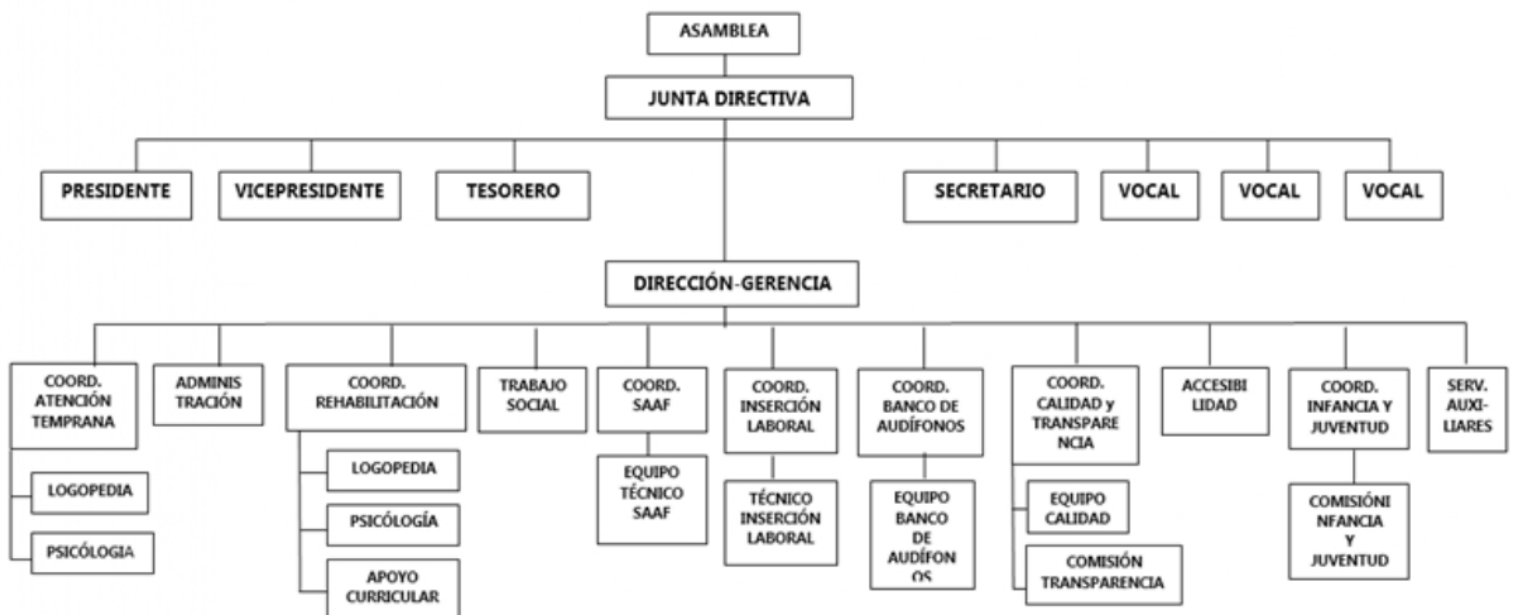 ASAMBLEA
JUNTA DIRECTIVA
PRESIDENTE
VICEPRESIDENTE
TESORERO
SECRETARIO
VOCAL
VOCAL
VOCAL
DIRECCIÓN-GERENCIA
COORD.
ATENCIÓN
TEMPRANA
ADMINIS
TRACIÓN
COORD.
REHABILITACIÓN
TRABAJO
SOCIAL
COORD.
SAAF
COORD.
INSERCIÓN
LABORAL
COORD.
BANCO DE
AUDÍFONOS
COORD.
CALIDAD y
TRANSPARE
NCIA
ACCESIBI
LIDAD
COORD.
INFANCIA Y
JUVENTUD
SERV.
AUXI-
LIARES
LOGOPEDIA
PSICÓLOGIA
LOGOPEDIA
PSICÓLOGÍA
APOYO
CURRICULAR
EQUIPO
TÉCNICO
SAAF
TÉCNICO
INSERCIÓN
LABORAL
EQUIPO
BANCO
DE
AUDÍFON
OS
EQUIPO
CALIDAD
COMISIÓN
TRANSPARENCIA
COMISIÓNI
NFANCIA
Y
JUVENTUD